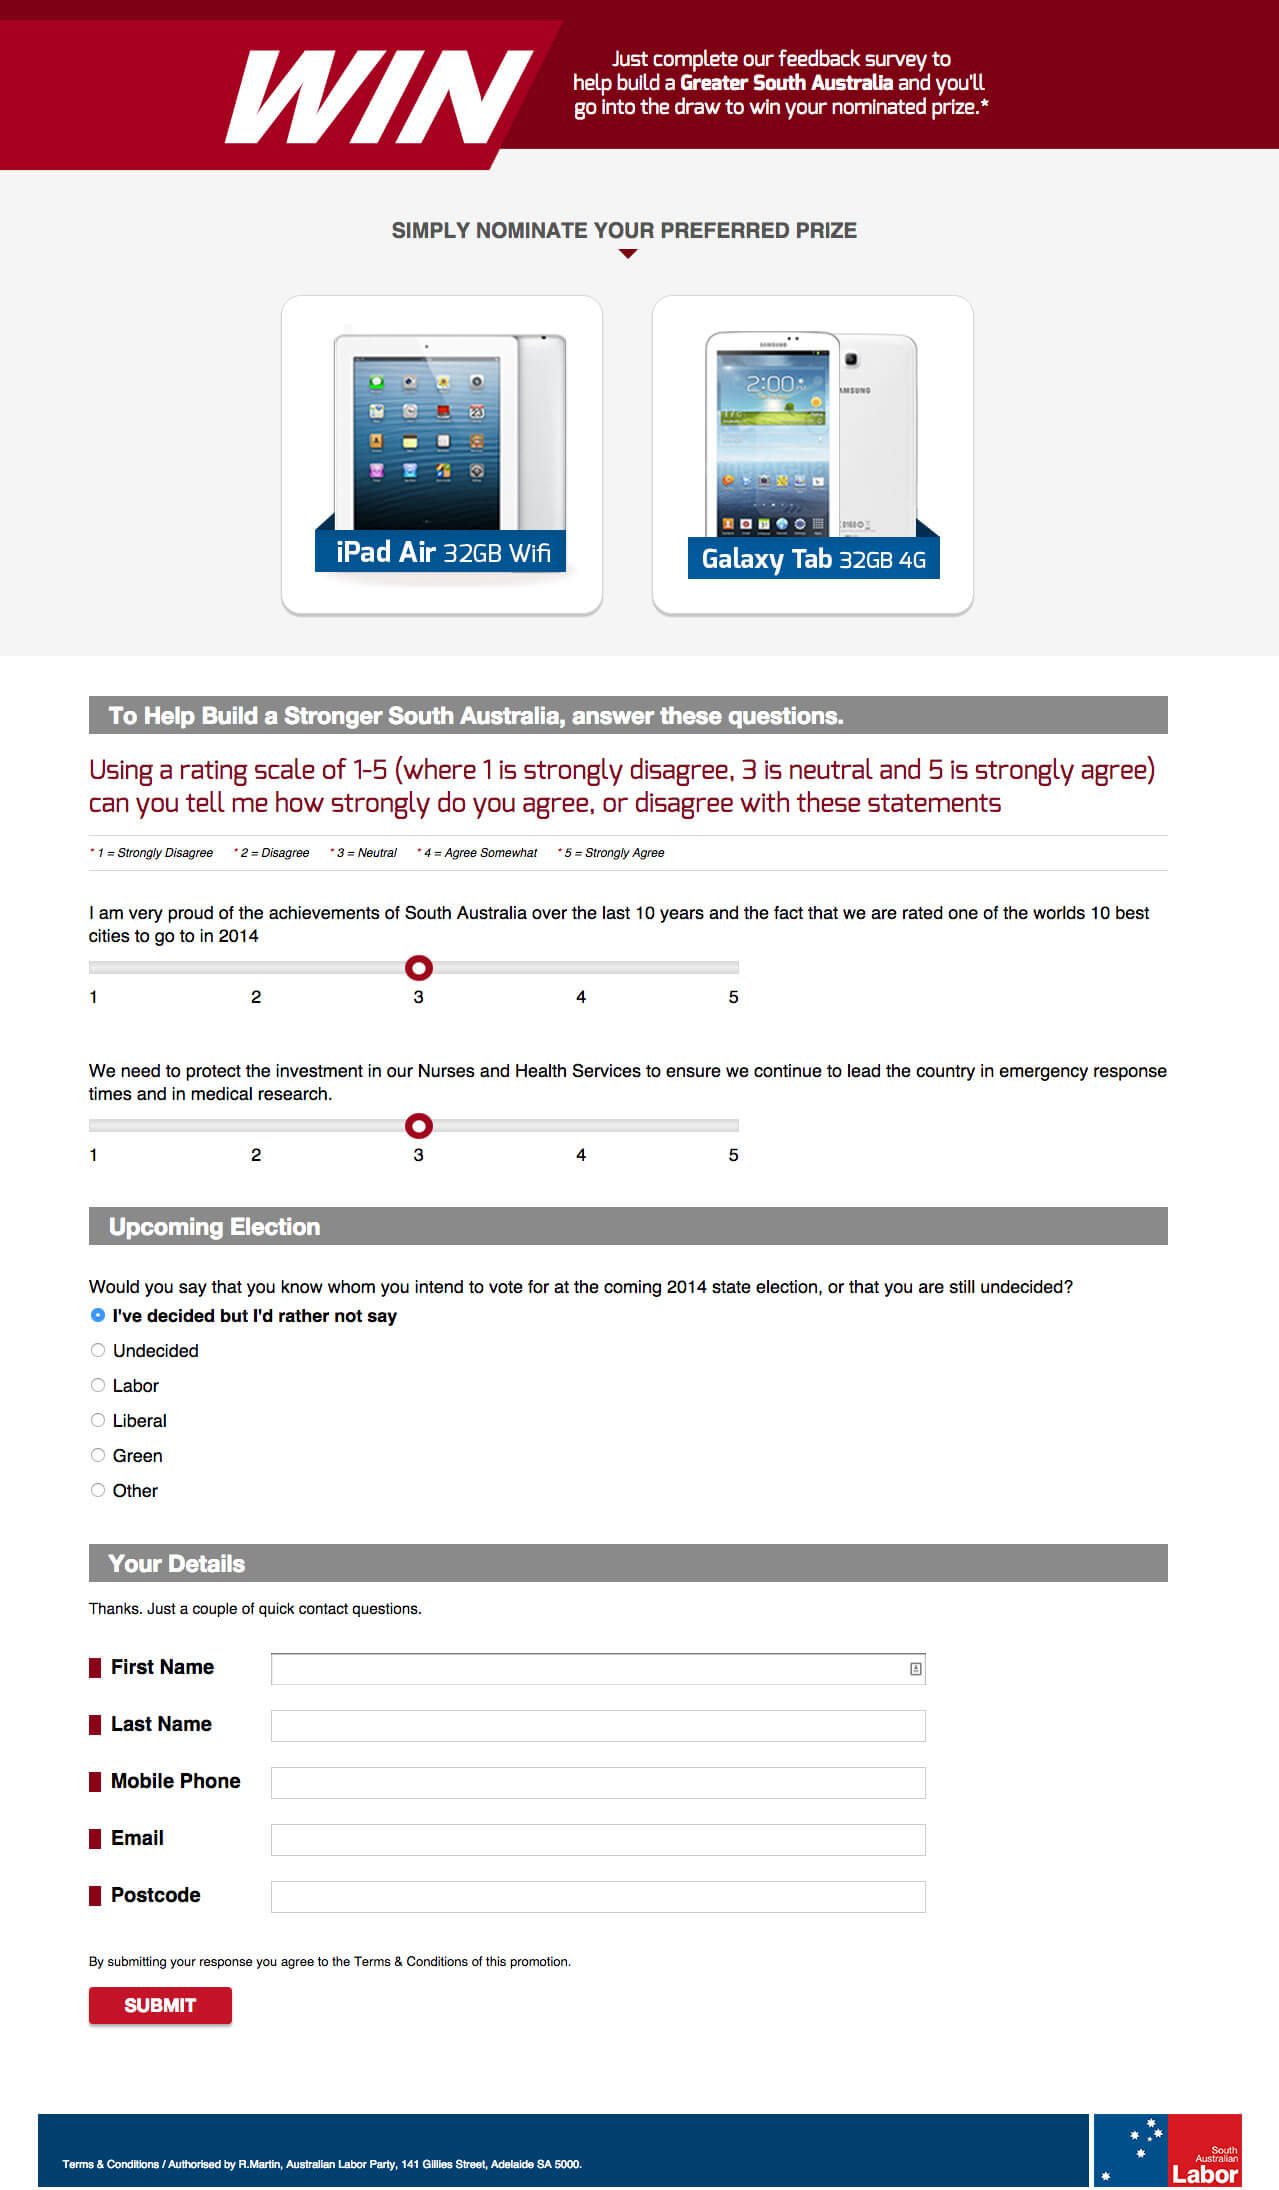 WIN
Just complete our feedback survey to
help build a Greater South Australia and you'll
go into the draw to win your nominated prize.*
SIMPLY NOMINATE YOUR PREFERRED PRIZE
SAMSUNG
2:00
SAMSUNG
23
iPad Air 32GB Wifi
Galaxy Tab 32GB 4G
To Help Build a Stronger South Australia, answer these questions.
Using a rating scale of 1-5 (where 1 is strongly disagree, 3 is neutral and 5 is strongly agree)
can you tell me how strongly do you agree, or disagree with these statements
* 1 = Strongly Disagree * 2 = Disagree * 3 = Neutral * 4 = Agree Somewhat * 5 = Strongly Agree
I am very proud of the achievements of South Australia over the last 10 years and the fact that we are rated one of the worlds 10 best
cities to go to in 2014
1 2 3 4 5
We need to protect the investment in our Nurses and Health Services to ensure we continue to lead the country in emergency response
times and in medical research.
1 2 3 4 5
Upcoming Election
Would you say that you know whom you intend to vote for at the coming 2014 state election, or that you are still undecided?
I've decided but I'd rather not say
Undecided
Labor
Liberal
Green
Other
Your Details
Thanks. Just a couple of quick contact questions.
First Name
Last Name
Mobile Phone
Email
Postcode
By submitting your response you agree to the Terms & Conditions of this promotion.
SUBMIT
Terms & Conditions / Authorised by R.Martin, Australian Labor Party, 141 Gillies Street, Adelaide SA 5000.
South
Australian
Labor